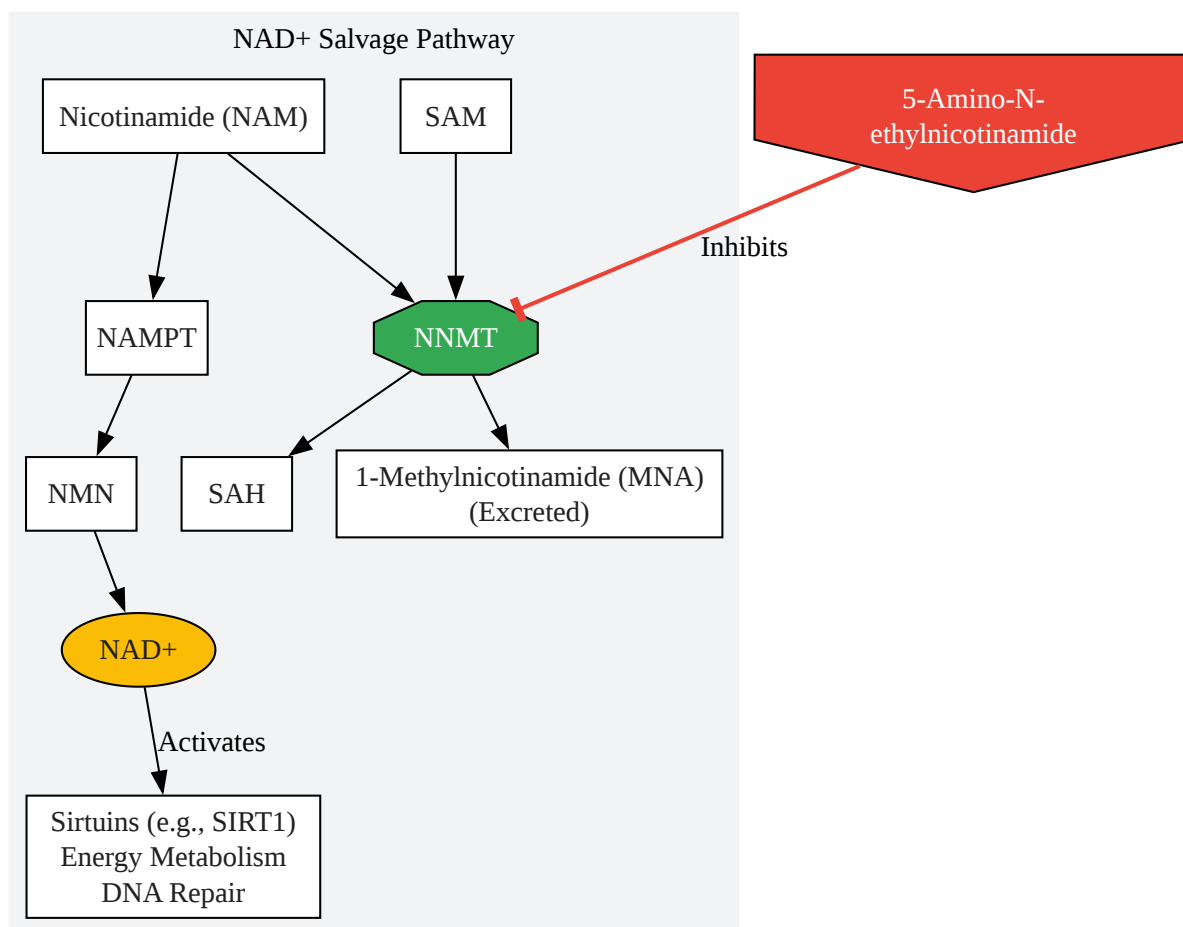 NAD+ Salvage Pathway
Nicotinamide (NAM)
SAM
5-Amino-N-
ethylnicotinamide
Inhibits
NAMPT
NNMT
NMN
SAH
1-Methylnicotinamide (MNA)
(Excreted)
NAD+
Activates
Sirtuins (e.g., SIRT1)
Energy Metabolism
DNA Repair